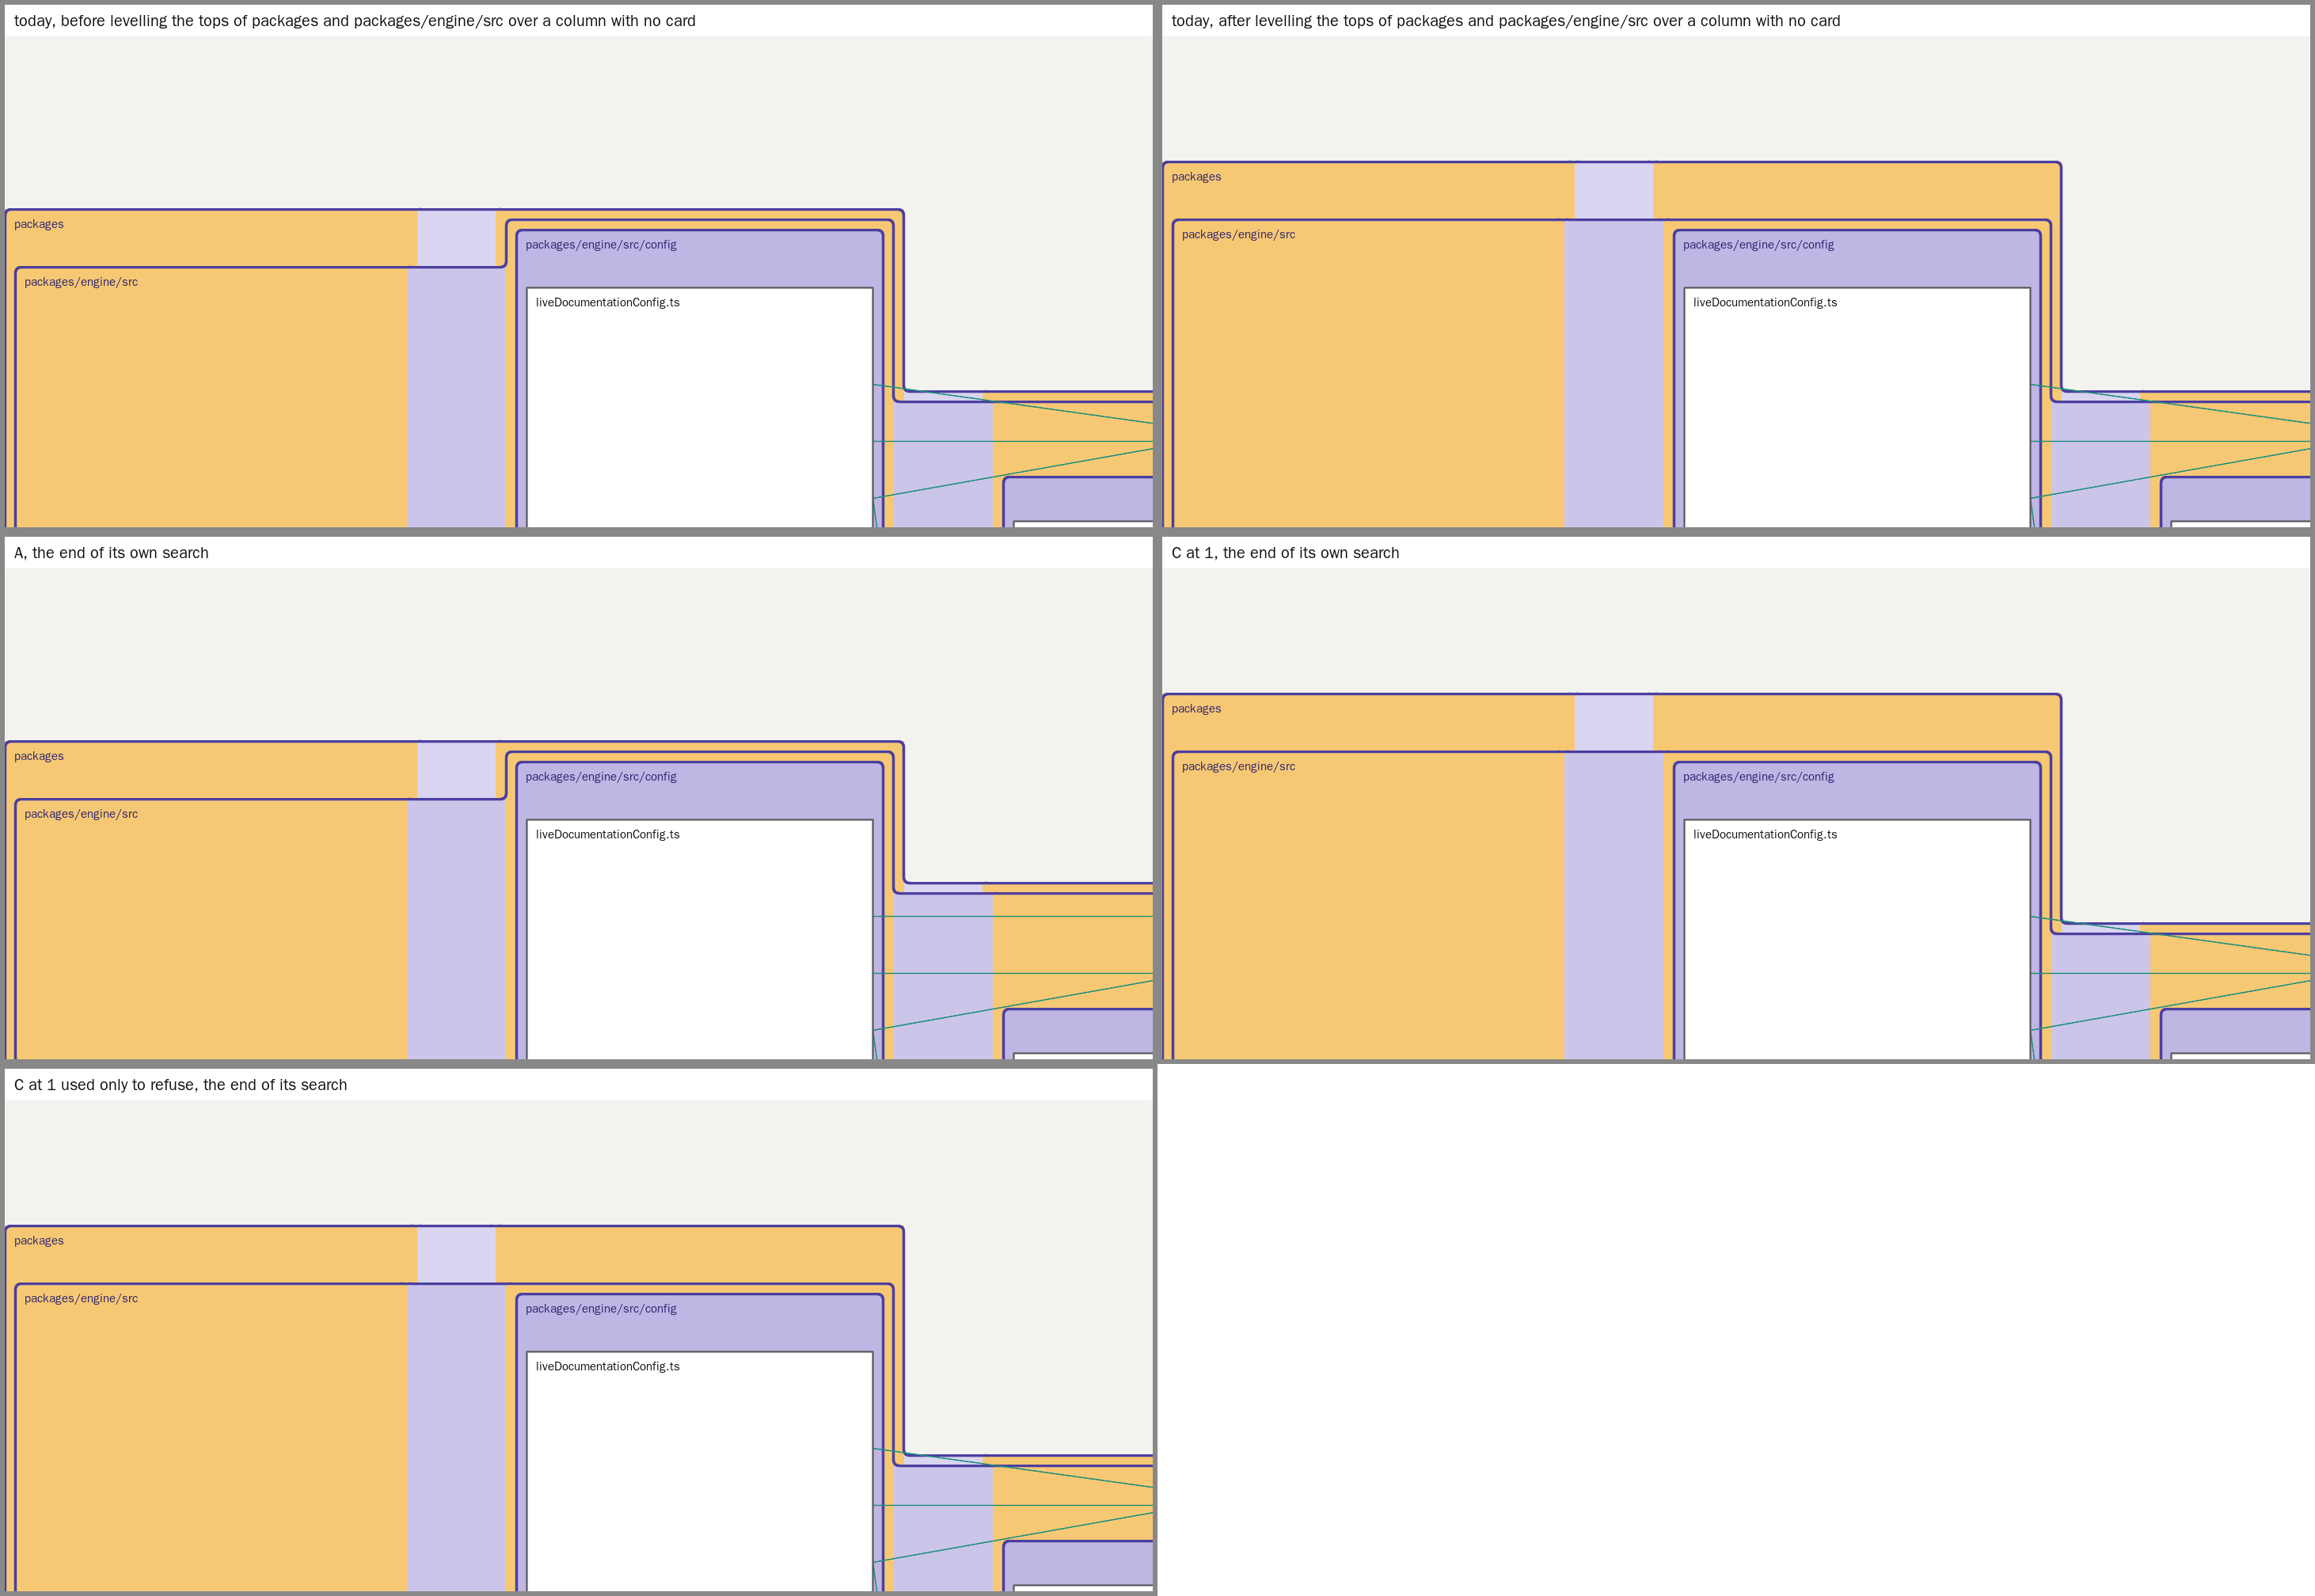 today, before levelling the tops of packages and packages/engine/src over a column with no card
packages
packages/engine/src/config
packages/engine/src
liveDocumentationConfig.ts
today, after levelling the tops of packages and packages/engine/src over a column with no card
packages
packages/engine/src
packages/engine/src/config
liveDocumentationConfig.ts
A, the end of its own search
packages
packages/engine/src/config
packages/engine/src
liveDocumentationConfig.ts
C at 1, the end of its own search
packages
packages/engine/src
packages/engine/src/config
liveDocumentationConfig.ts
C at 1 used only to refuse, the end of its search
packages
packages/engine/src
packages/engine/src/config
liveDocumentationConfig.ts